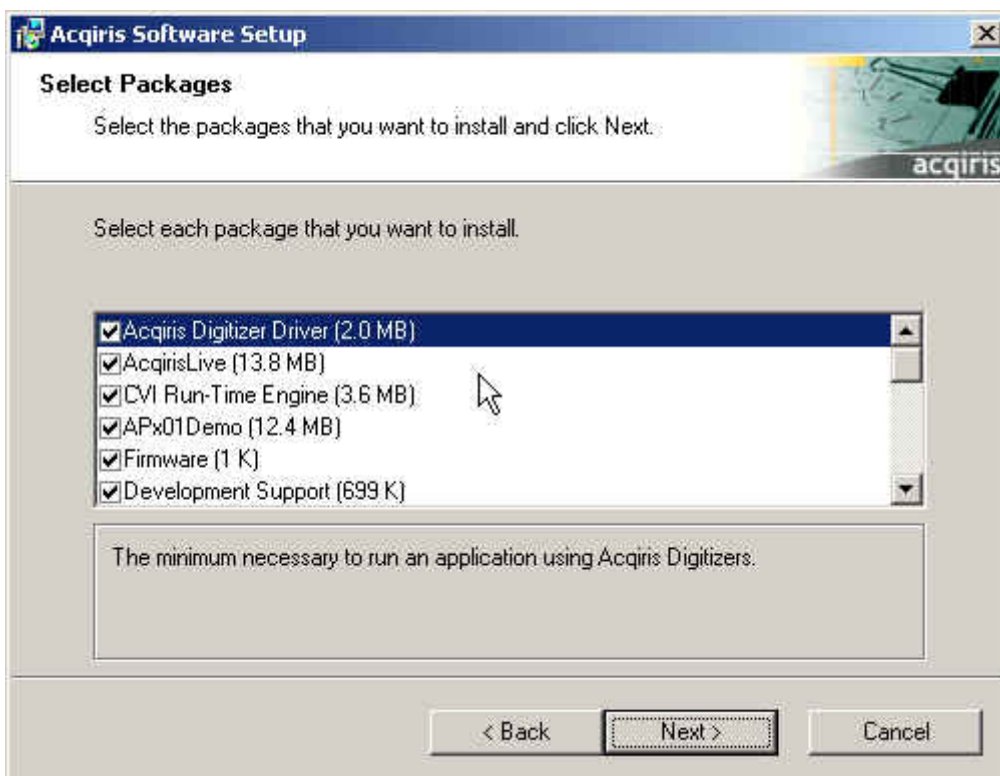 Acqiris Software Setup
Select Packages
Select the packages that you want to install and click Next.
acqiris
Select each package that you want to install.
Acqiris Digitizer Driver (2.0 MB)
AcqirisLive (13.8 MB)
CVI Run-Time Engine (3.6 MB)
APx01Demo (12.4 MB)
Firmware (1 K)
Development Support (699 K)
The minimum necessary to run an application using Acqiris Digitizers.
< Back Next > Cancel